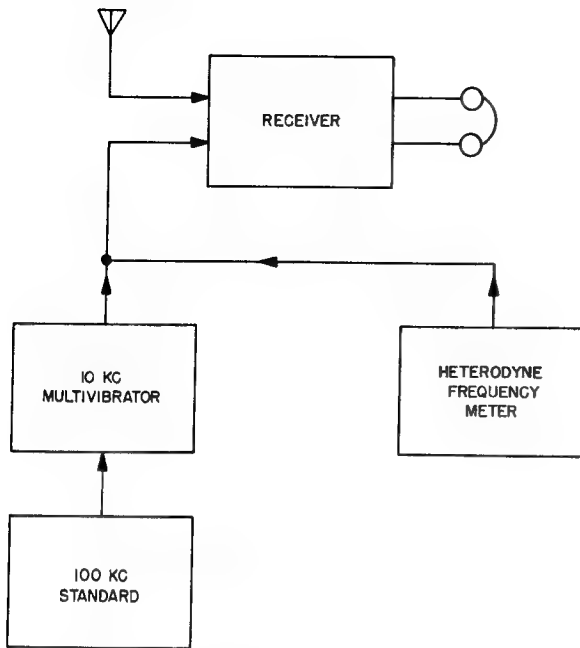 RECEIVER
10 KC
MULTIVIBRATOR
HETERODYNE
FREQUENCY
METER
100 KC
STANDARD